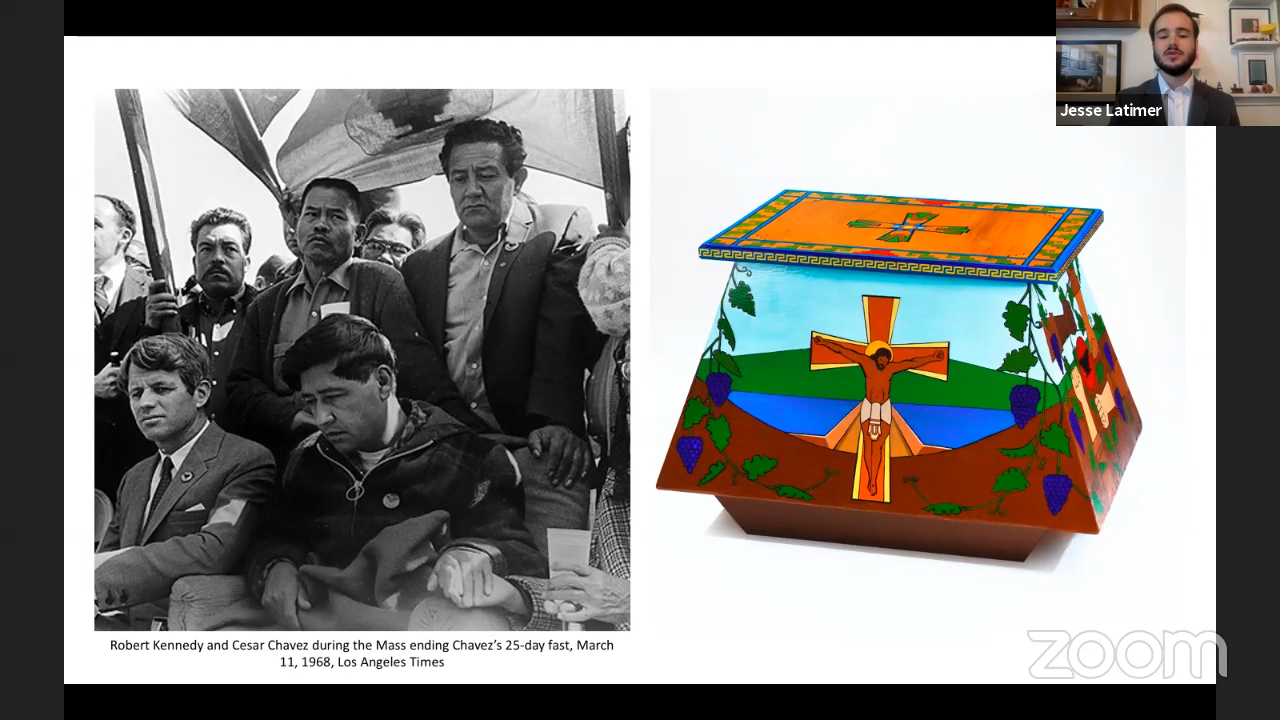 Jesse Latimer
Robert Kennedy and Cesar Chavez during the Mass ending Chavez’s 25-day fast, March
11, 1968, Los Angeles Times
zoom